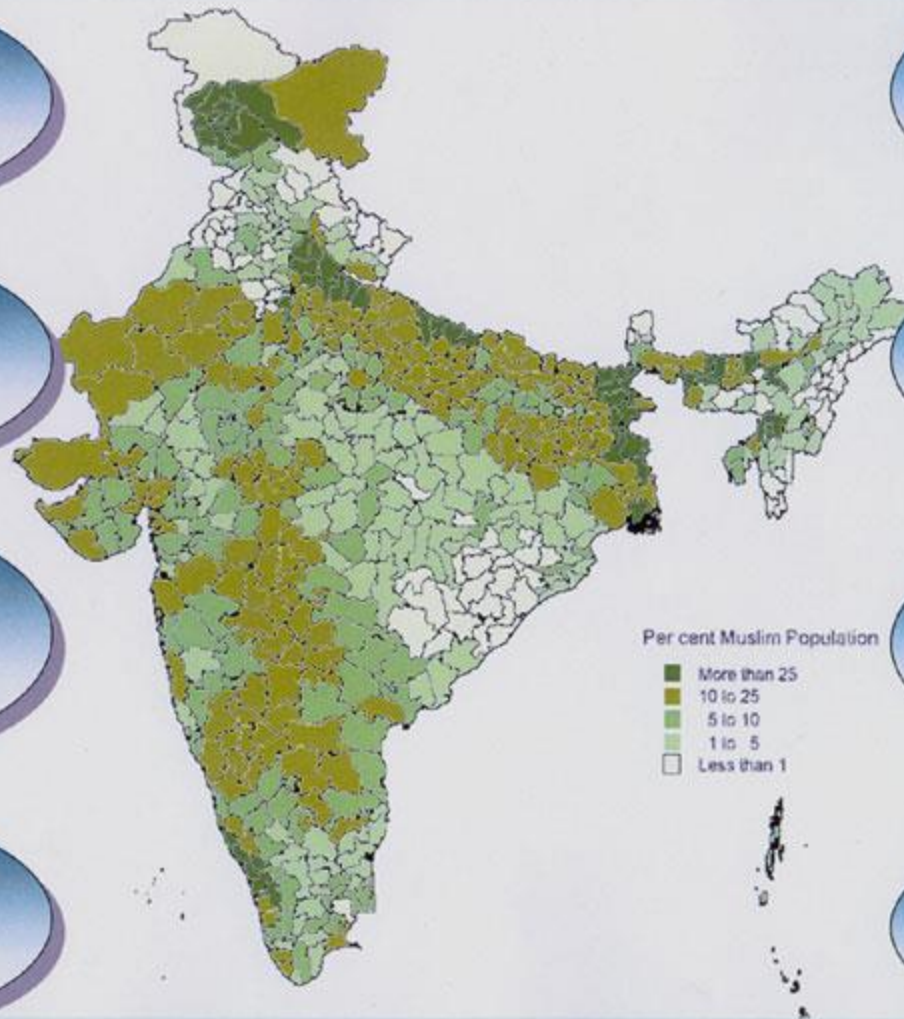 Per cent Muslim Population
More than 25
10 to 25
5 to 10
1 to 5
Less than 1